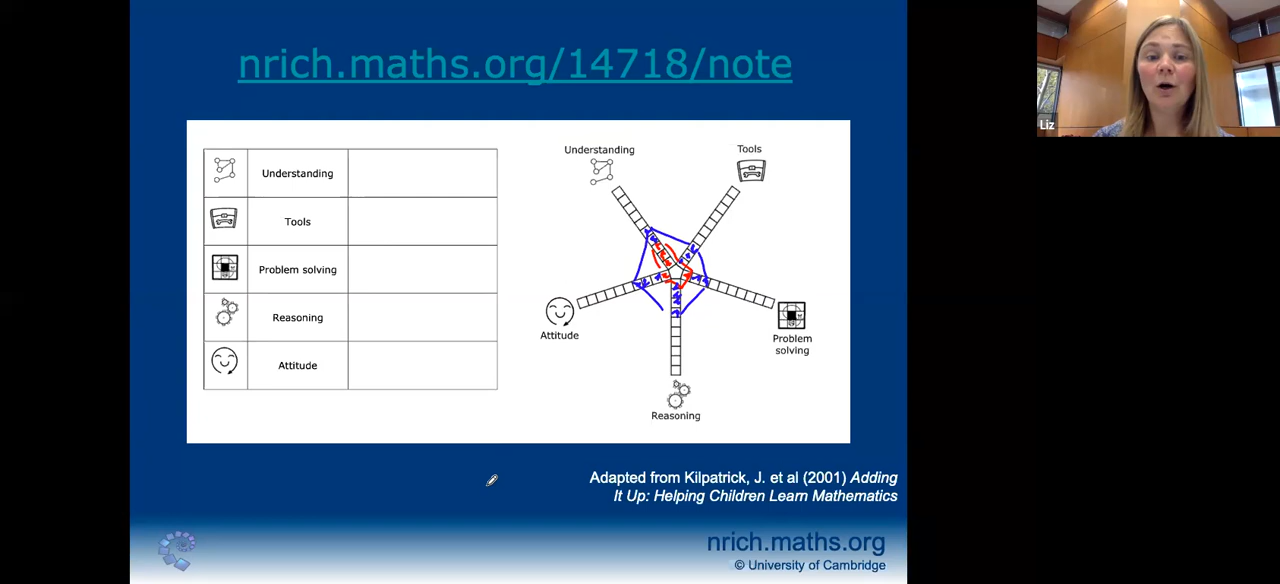 nrich.maths.org/14718/note
Liz
Understanding
Tools
Problem solving
Reasoning
Attitude
Understanding
Tools
Attitude
Problem
solving
Reasoning
Adapted from Kilpatrick, J. et al (2001) Adding
It Up: Helping Children Learn Mathematics
nrich.maths.org
© University of Cambridge